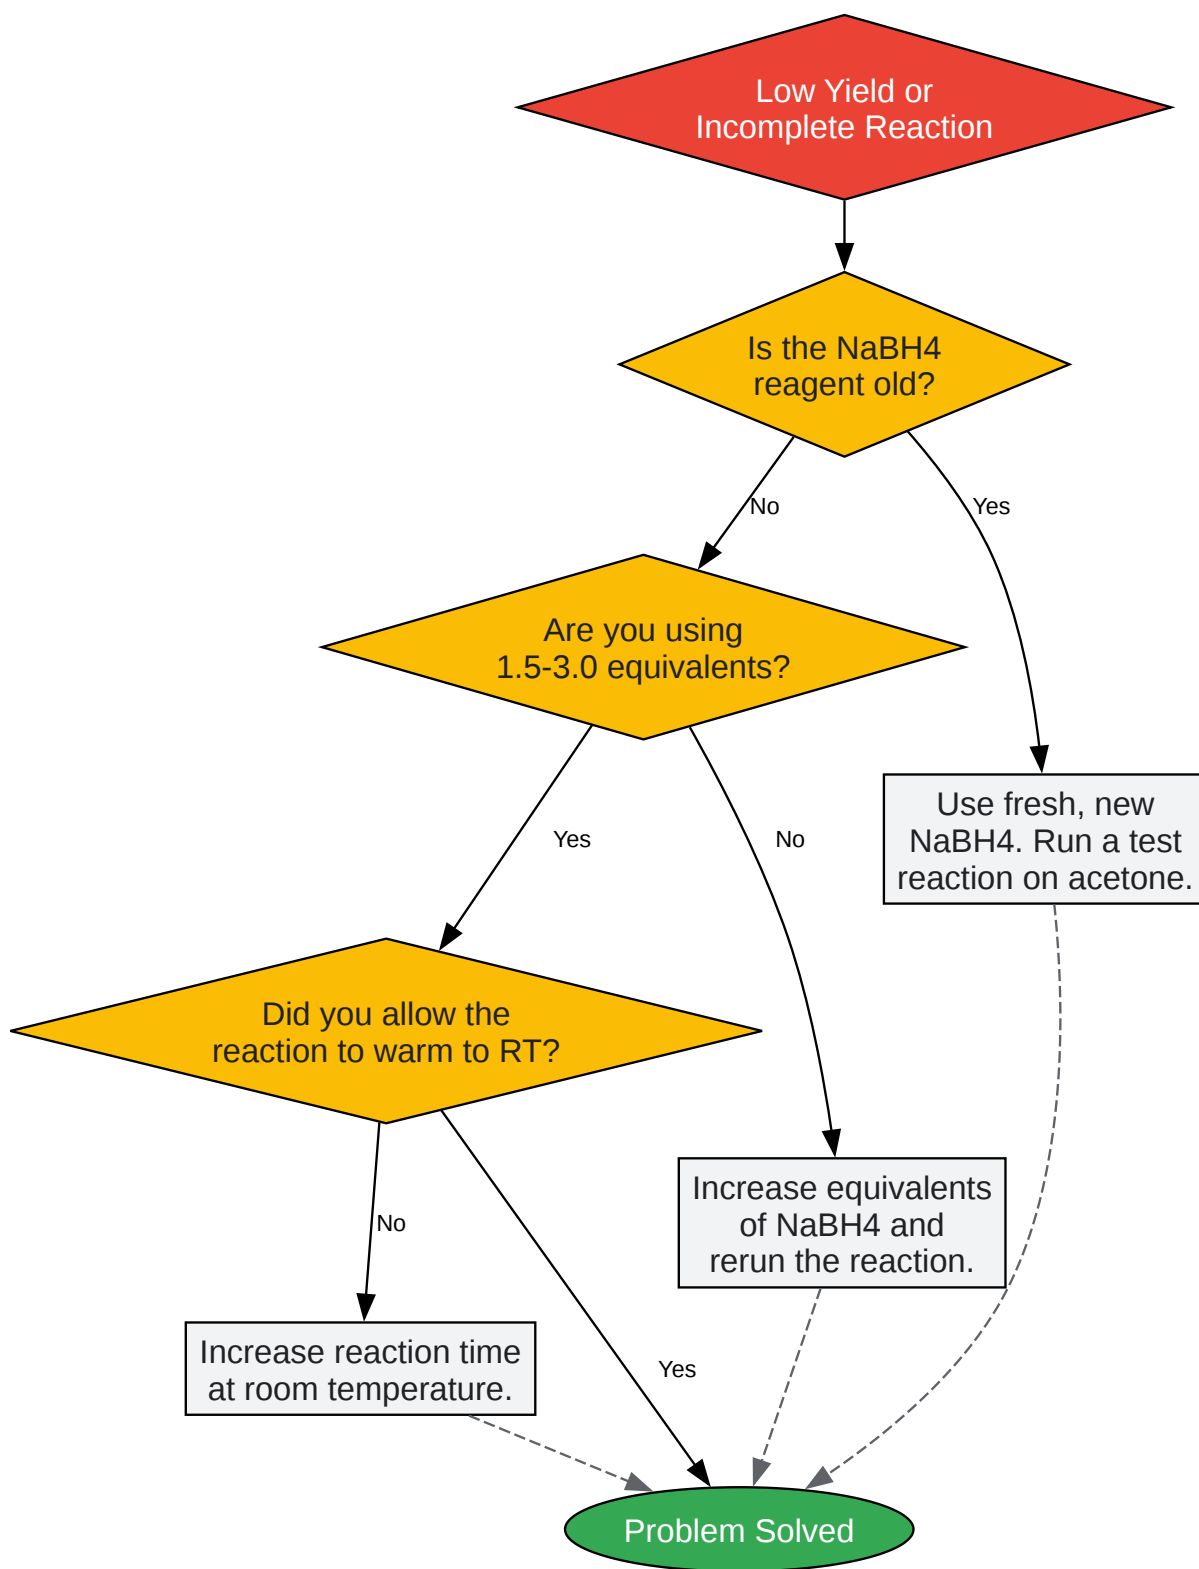 Low Yield or
Incomplete Reaction
Is the NaBH4
reagent old?
No
Yes
Are you using
1.5-3.0 equivalents?
Yes
No
Use fresh, new
NaBH4. Run a test
reaction on acetone.
Did you allow the
reaction to warm to RT?
No
Yes
Increase equivalents
of NaBH4 and
rerun the reaction.
Increase reaction time
at room temperature.
Problem Solved